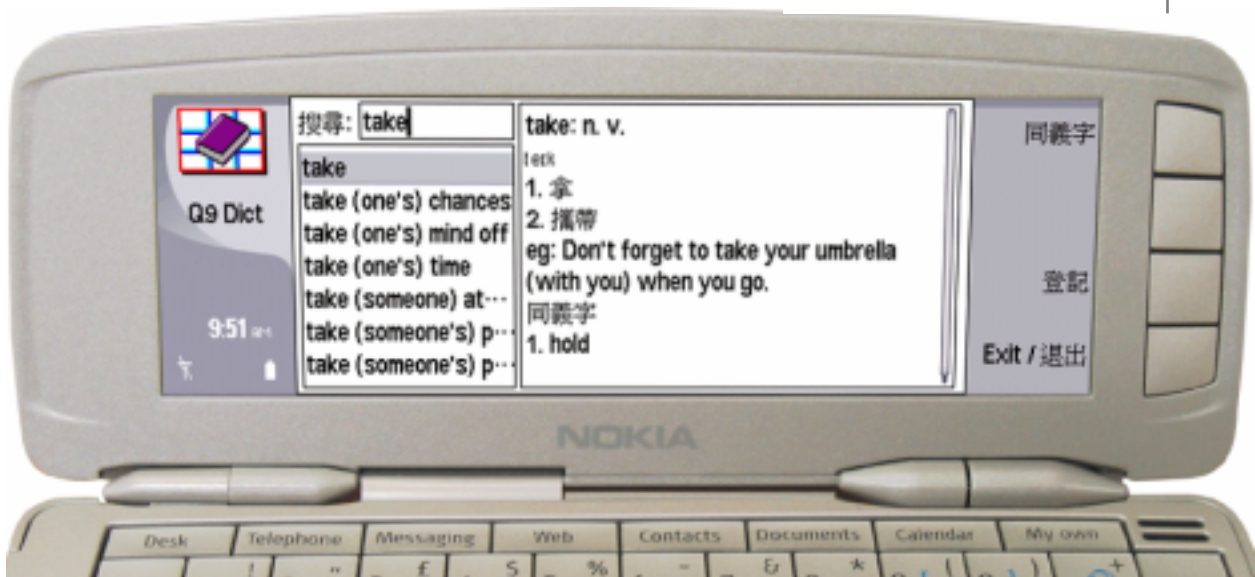 Q9 Dict
9:51 am
搜尋: take
take
take (one's) chances
take (one's) mind off
take (one's) time
take (someone) at…
take (someone's) p…
take (someone's) p…
take: n. v.
teɪk
1. 拿
2. 攜帶
eg: Don't forget to take your umbrella
(with you) when you go.
同義字
1. hold
同義字
登記
Exit / 退出
NOKIA
Desk Telephone Messaging Web Contacts Documents Calendar My own
! " £ $ % - & * ( )